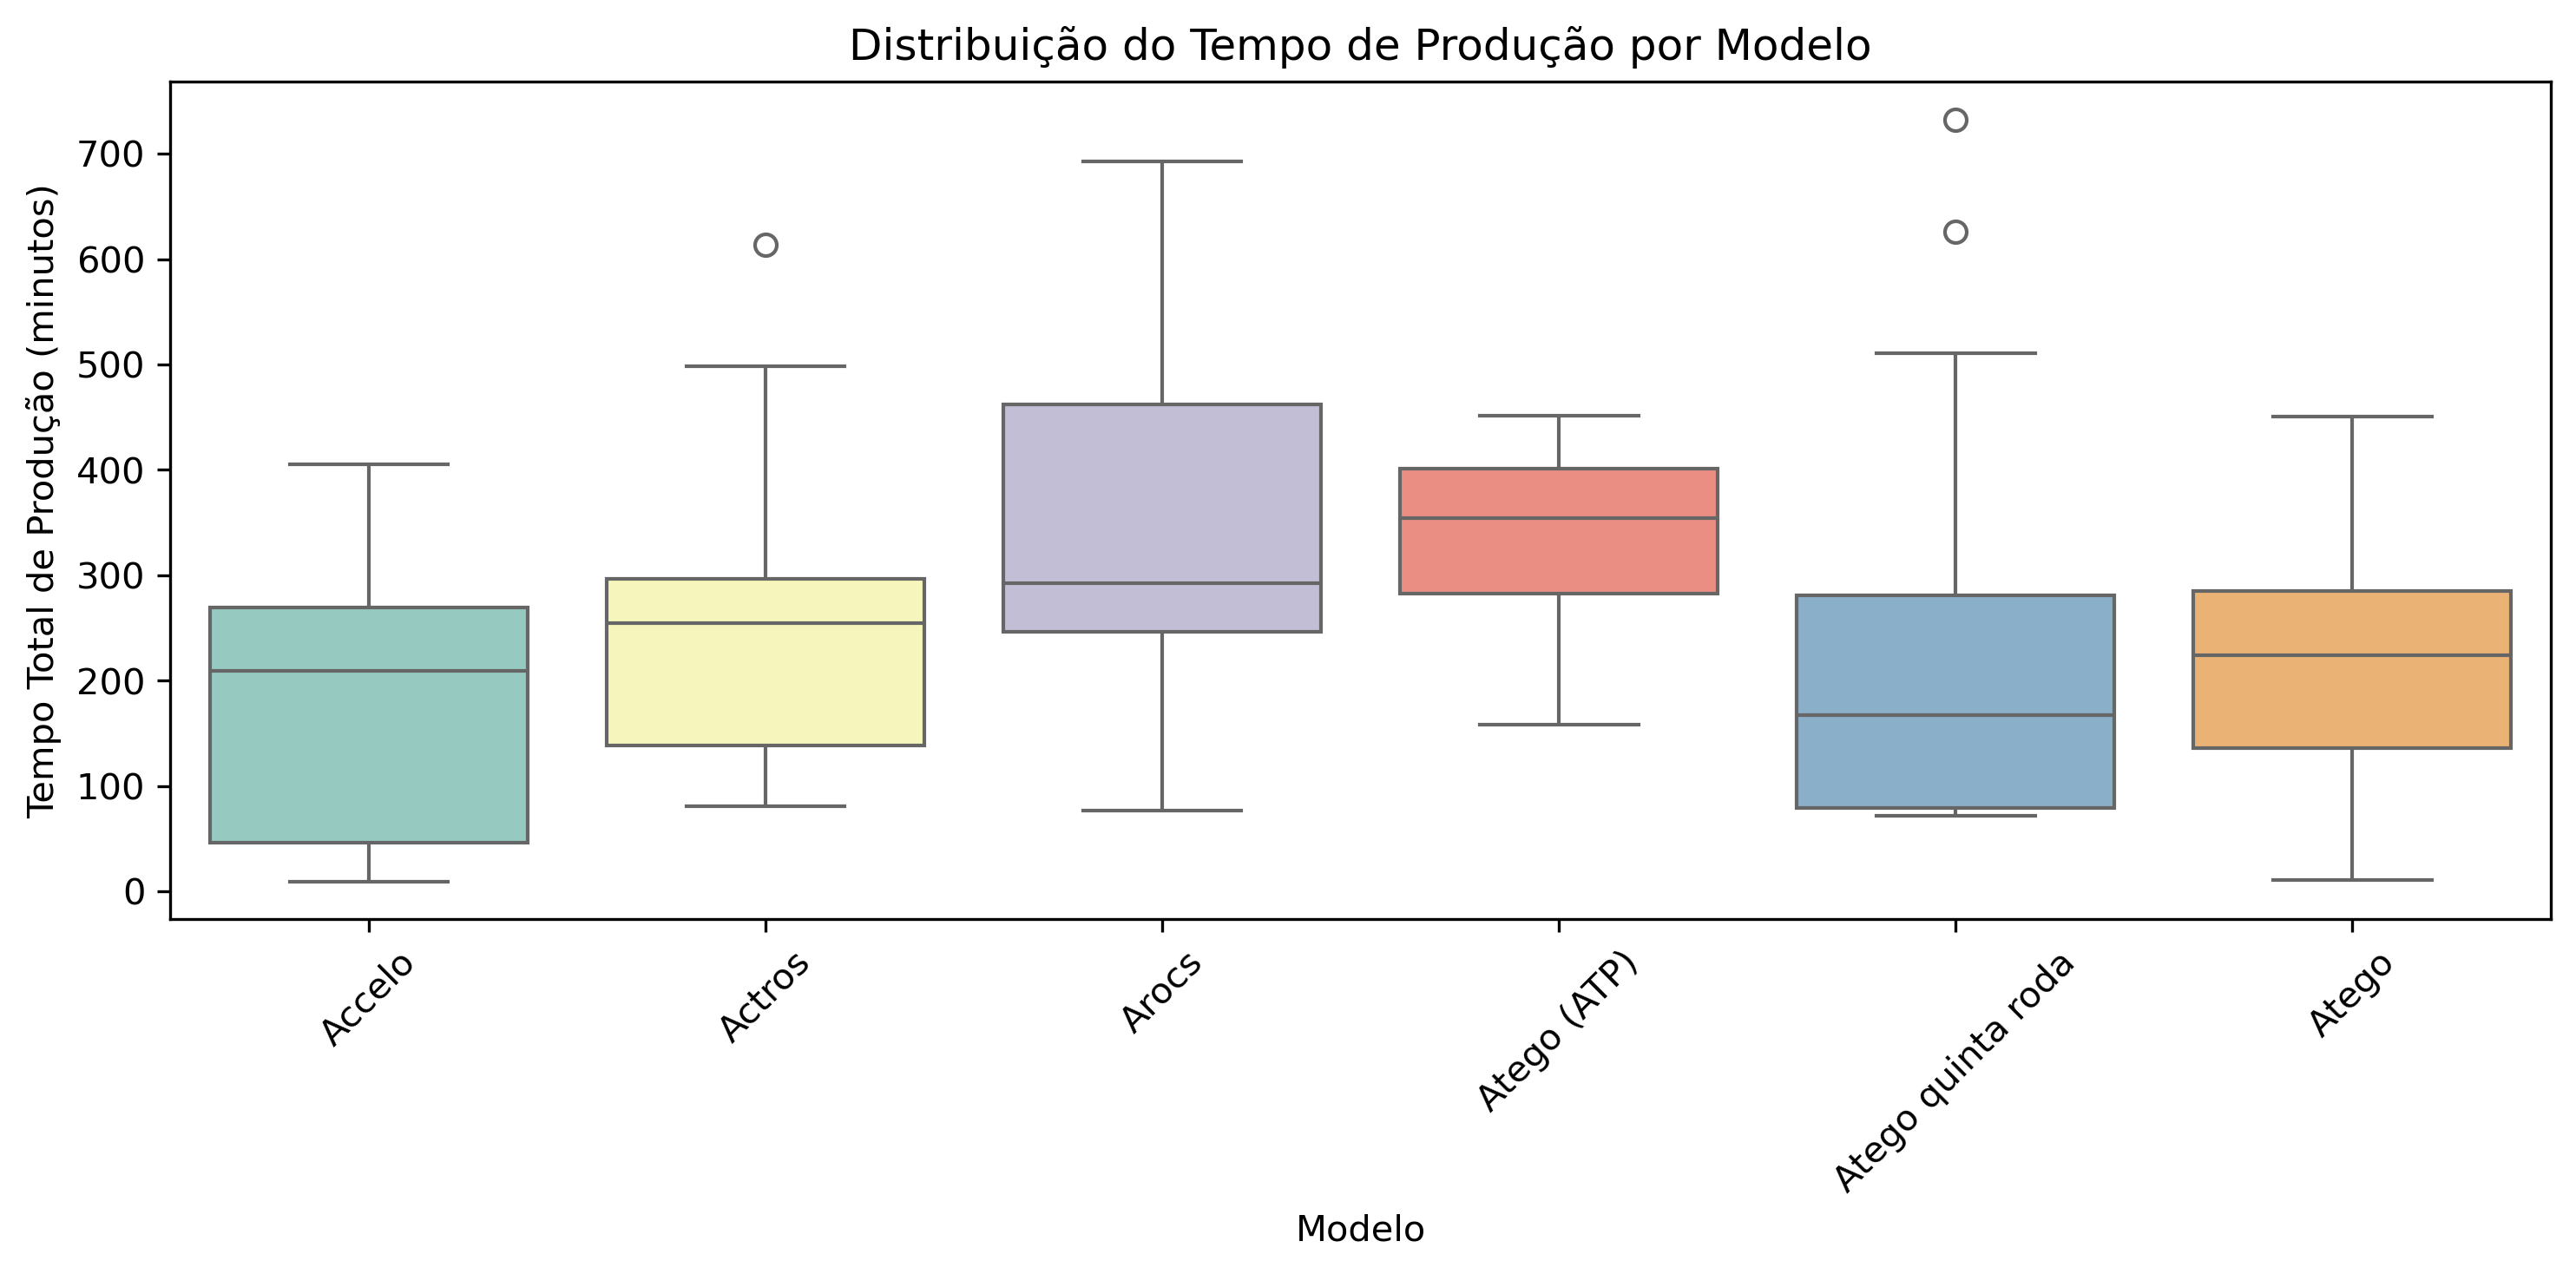 Distribuição do Tempo de Produção por Modelo
Tempo Total de Produção (minutos)
700
600
500
400
300
200
100
0
Accelo
Actros
Arocs
Atego (ATP)
Atego quinta roda
Atego
Modelo